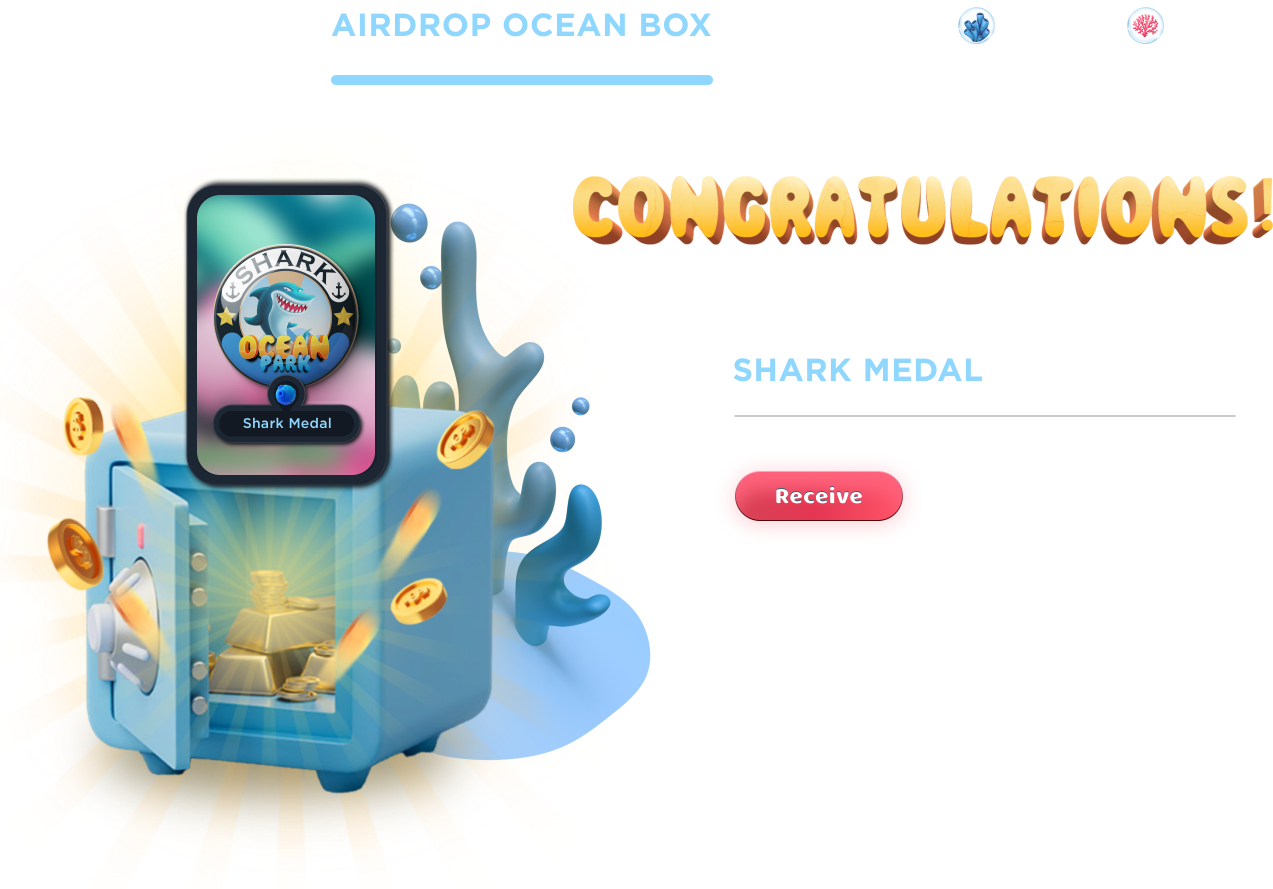 AIRDROP OCEAN BOX
CONGRATULATIONS!
SHARK
OCEAN
PARK
Shark Medal
SHARK MEDAL
Receive